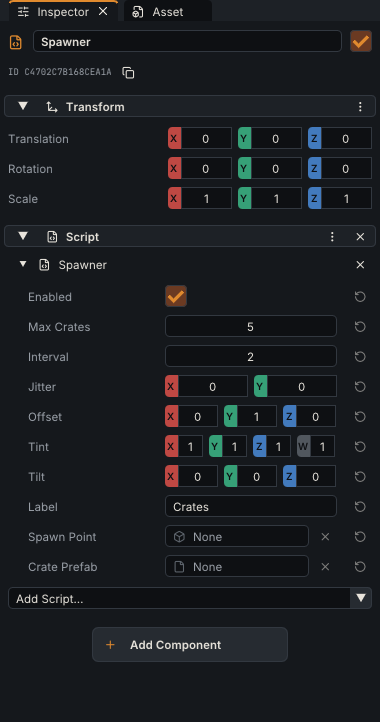 Inspector Asset
Spawner
ID C4702C7B168CEA1A
Transform
Translation X 0 Y 0 Z 0
Rotation X 0 Y 0 Z 0
Scale X 1 Y 1 Z 1
Script
Spawner
Enabled
Max Crates 5
Interval 2
Jitter X 0 Y 0
Offset X 0 Y 1 Z 0
Tint X 1 Y 1 Z 1 W 1
Tilt X 0 Y 0 Z 0
Label Crates
Spawn Point None
Crate Prefab None
Add Script...
+ Add Component